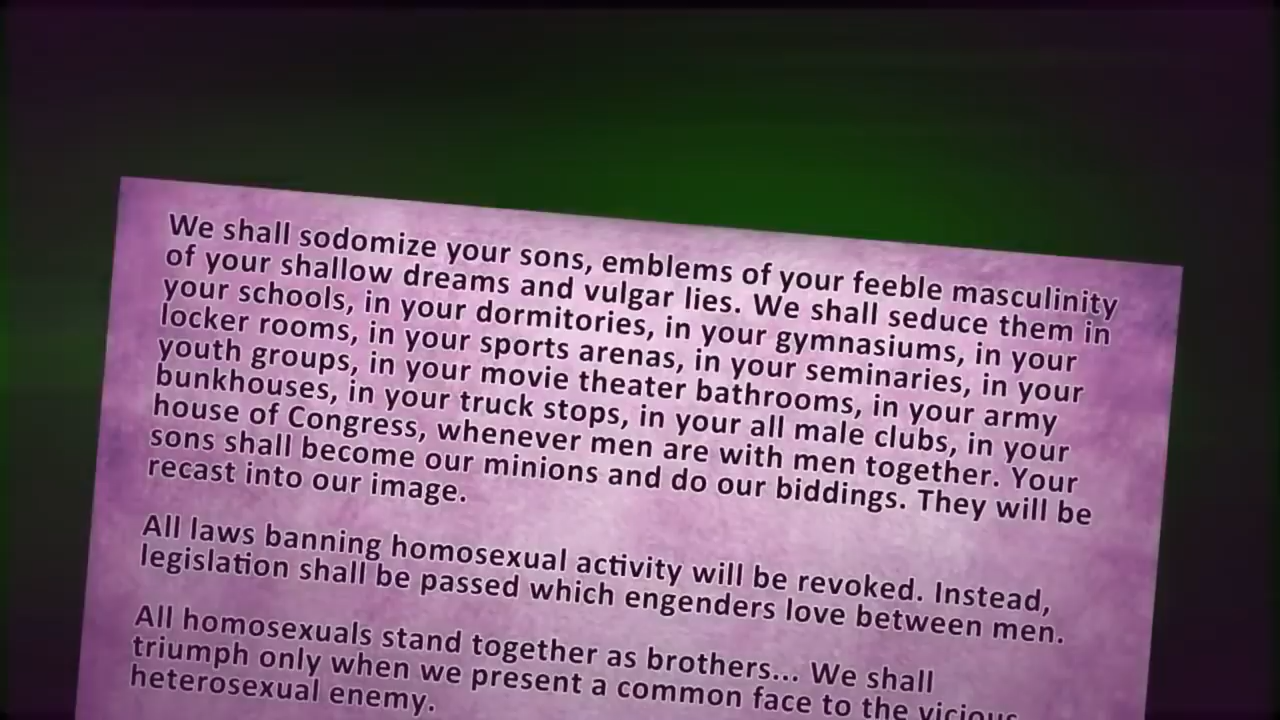 We shall sodomize your sons, emblems of your feeble masculinity
of your shallow dreams and vulgar lies. We shall seduce them in
your schools, in your dormitories, in your gymnasiums, in your
locker rooms, in your sports arenas, in your seminaries, in your
youth groups, in your movie theater bathrooms, in your army
bunkhouses, in your truck stops, in your all male clubs, in your
house of Congress, whenever men are with men together. Your
sons shall become our minions and do our biddings. They will be
recast into our image.
All laws banning homosexual activity will be revoked. Instead,
legislation shall be passed which engenders love between men.
All homosexuals stand together as brothers... We shall
triumph only when we present a common face to the vicious
heterosexual enemy.